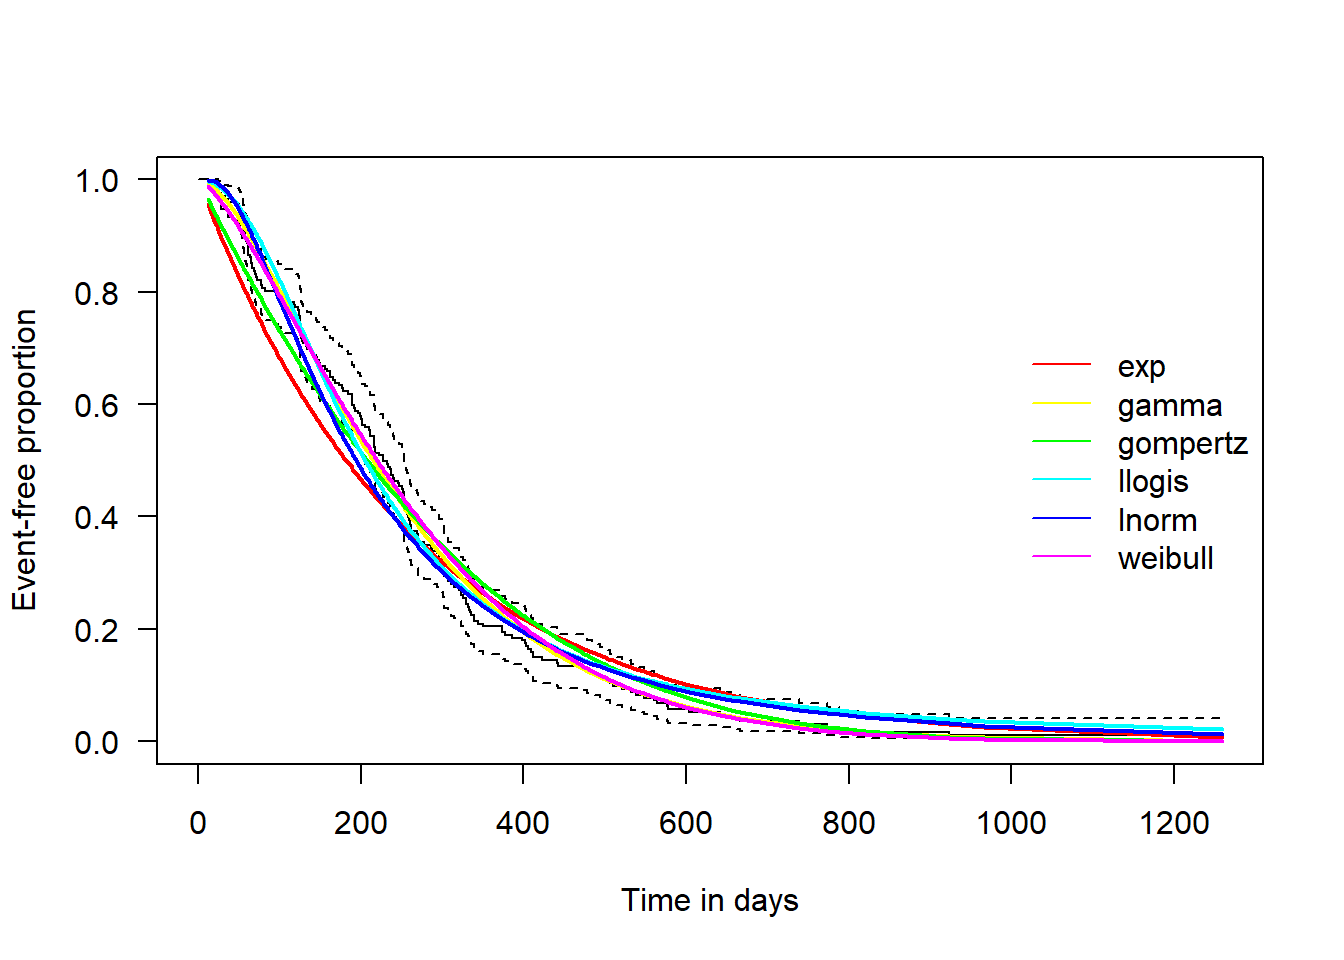 Event-free proportion
1.0
0.8
0.6
0.4
0.2
0.0
exp
gamma
gompertz
llogis
lnorm
weibull
0 200 400 600 800 1000 1200
Time in days